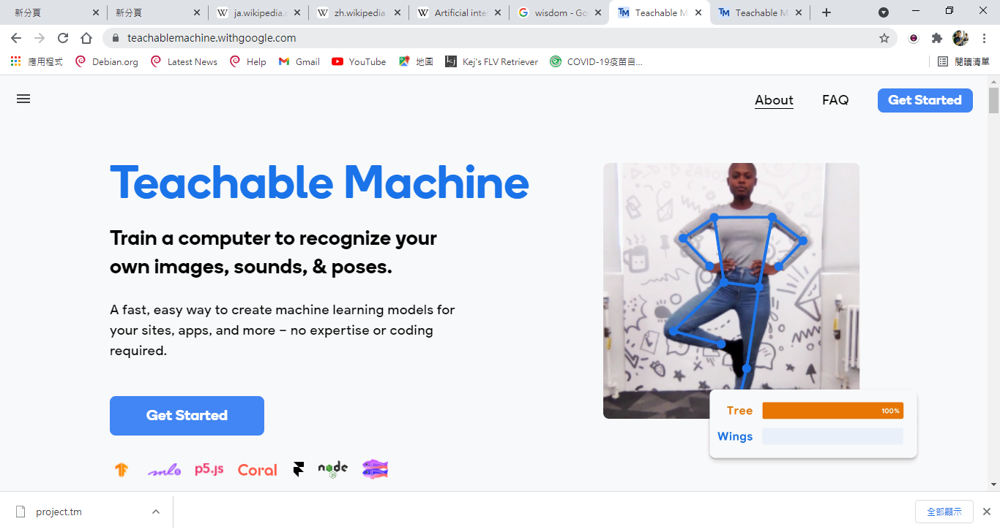 新分頁
新分頁
ja.wikipedia.o
zh.wikipedia.
Artificial intel
wisdom - Go
Teachable M
Teachable M
teachablemachine.withgoogle.com
應用程式
Debian.org
Latest News
Help
Gmail
YouTube
地圖
Kej's FLV Retriever
COVID-19疫苗自...
閱讀清單
About
FAQ
Get Started
Teachable Machine
Train a computer to recognize your
own images, sounds, & poses.
A fast, easy way to create machine learning models for
your sites, apps, and more – no expertise or coding
required.
Get Started
Tree
100%
Wings
ml5
p5.js
Coral
node
JS
project.tm
全部顯示